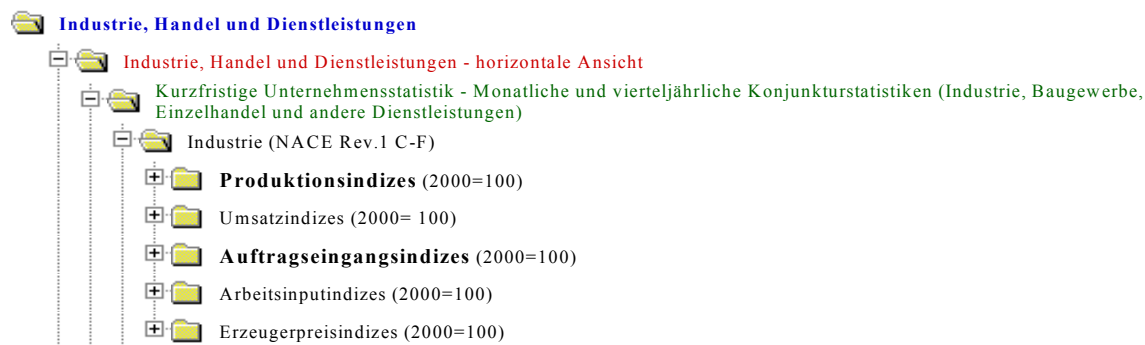 Industrie, Handel und Dienstleistungen
Industrie, Handel und Dienstleistungen - horizontale Ansicht
Kurzfristige Unternehmensstatistik - Monatliche und vierteljährliche Konjunkturstatistiken (Industrie, Baugewerbe,
Einzelhandel und andere Dienstleistungen)
Industrie (NACE Rev.1 C-F)
Produktionsindizes (2000=100)
Umsatzindizes (2000= 100)
Auftragseingangsindizes (2000=100)
Arbeitsinputindizes (2000=100)
Erzeugerpreisindizes (2000=100)